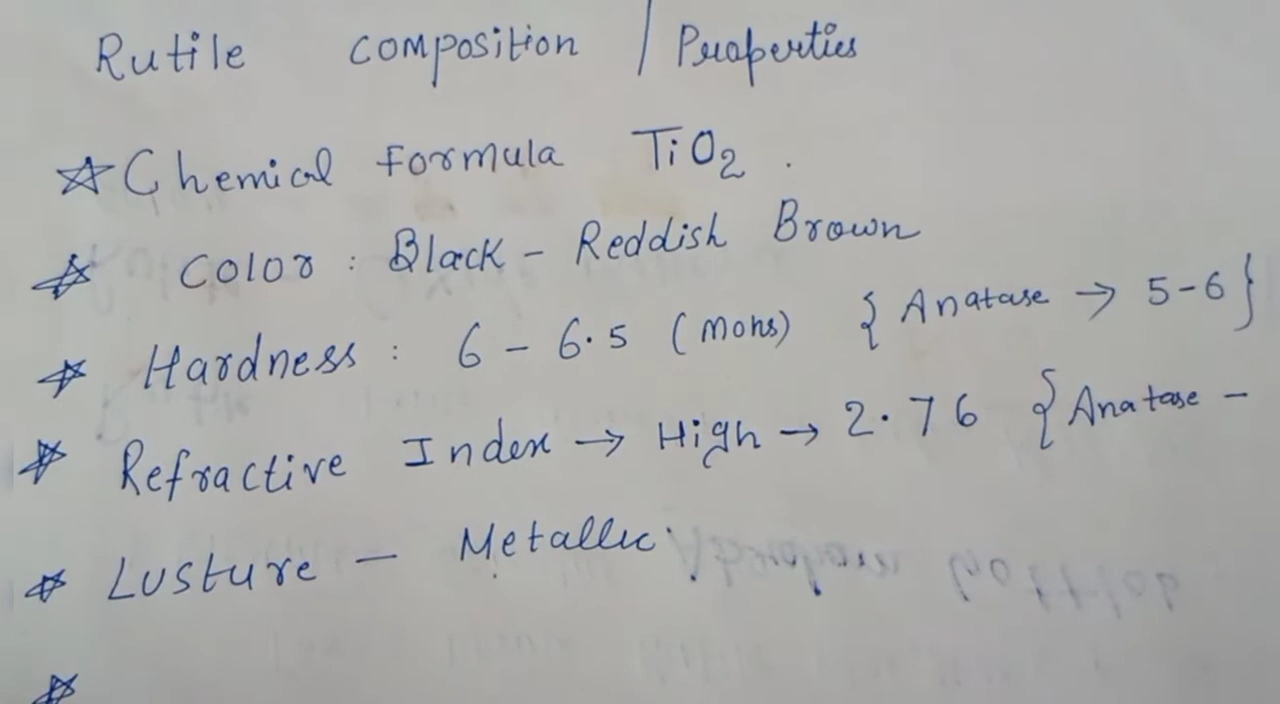 Rutile composition / Properties
☆ Chemical Formula TiO₂ .
☆ Color : Black - Reddish Brown
☆ Hardness : 6 - 6.5 (Mohs) { Anatase → 5-6 }
☆ Refractive Index → High → 2.76 { Anatase -
☆ Lusture - Metallic
☆